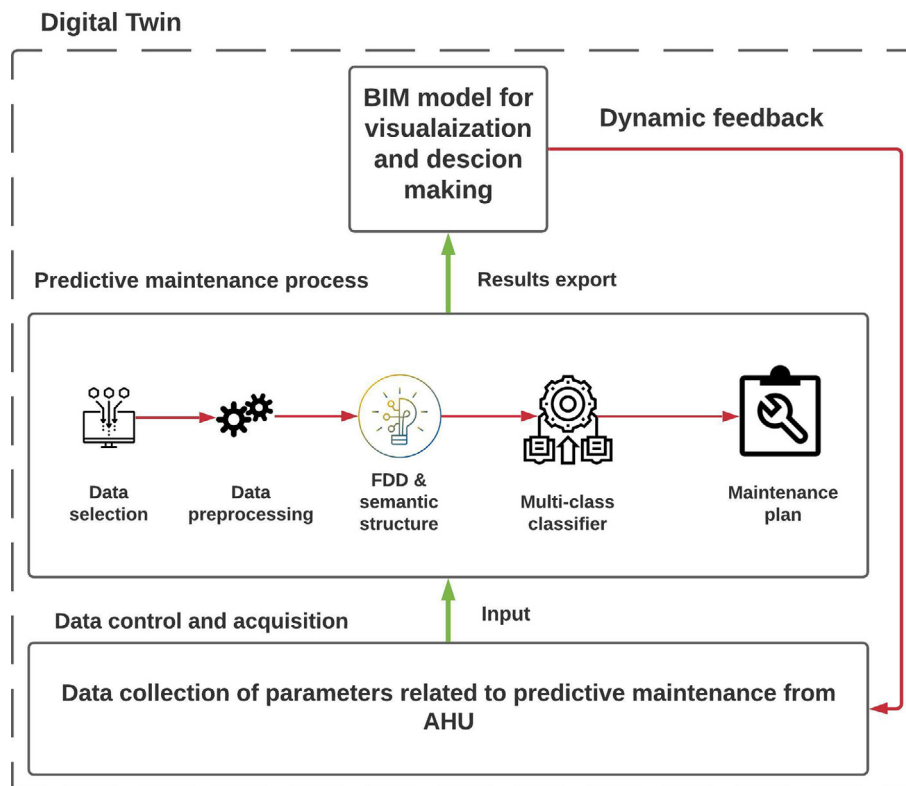 Digital Twin
BIM model for
visualaization
and descion
making
Dynamic feedback
Predictive maintenance process
Results export
Data
selection
Data
preprocessing
FDD &
semantic
structure
Multi-class
classifier
Maintenance
plan
Data control and acquisition
Input
Data collection of parameters related to predictive maintenance from
AHU